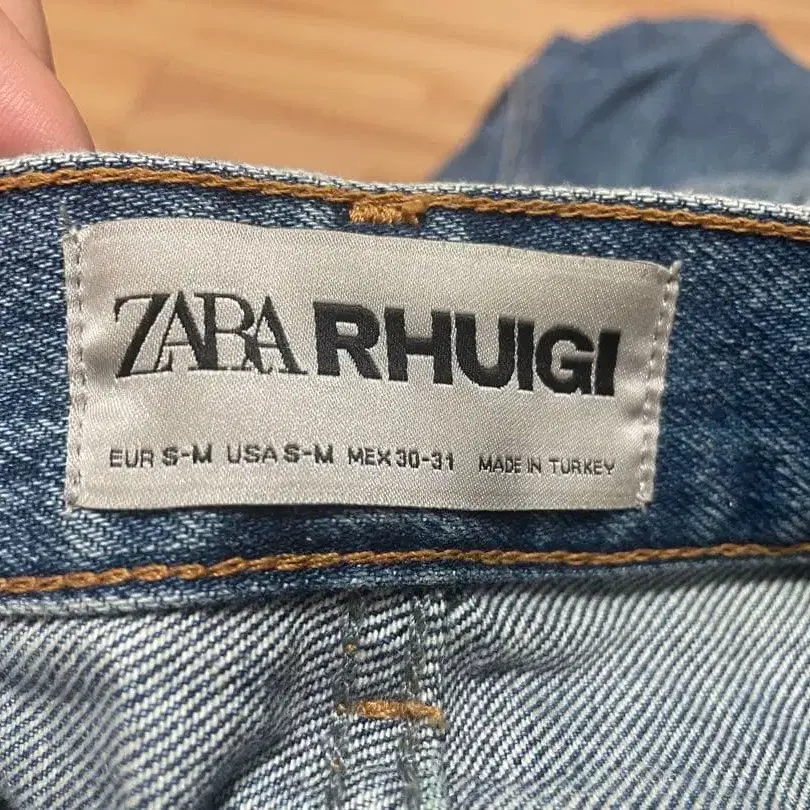 ZARA RHUIGI
EUR S-M USA S-M MEX 30-31 MADE IN TURKEY